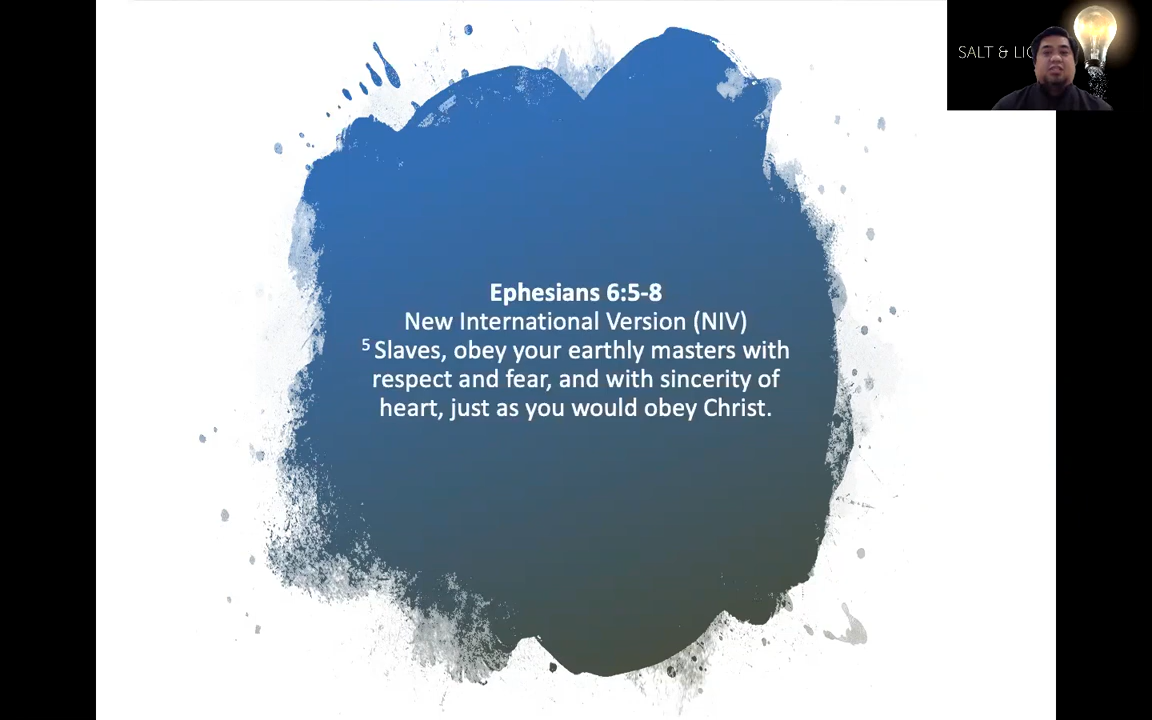 SALT & LIG
Ephesians 6:5-8
New International Version (NIV)
5 Slaves, obey your earthly masters with
respect and fear, and with sincerity of
heart, just as you would obey Christ.